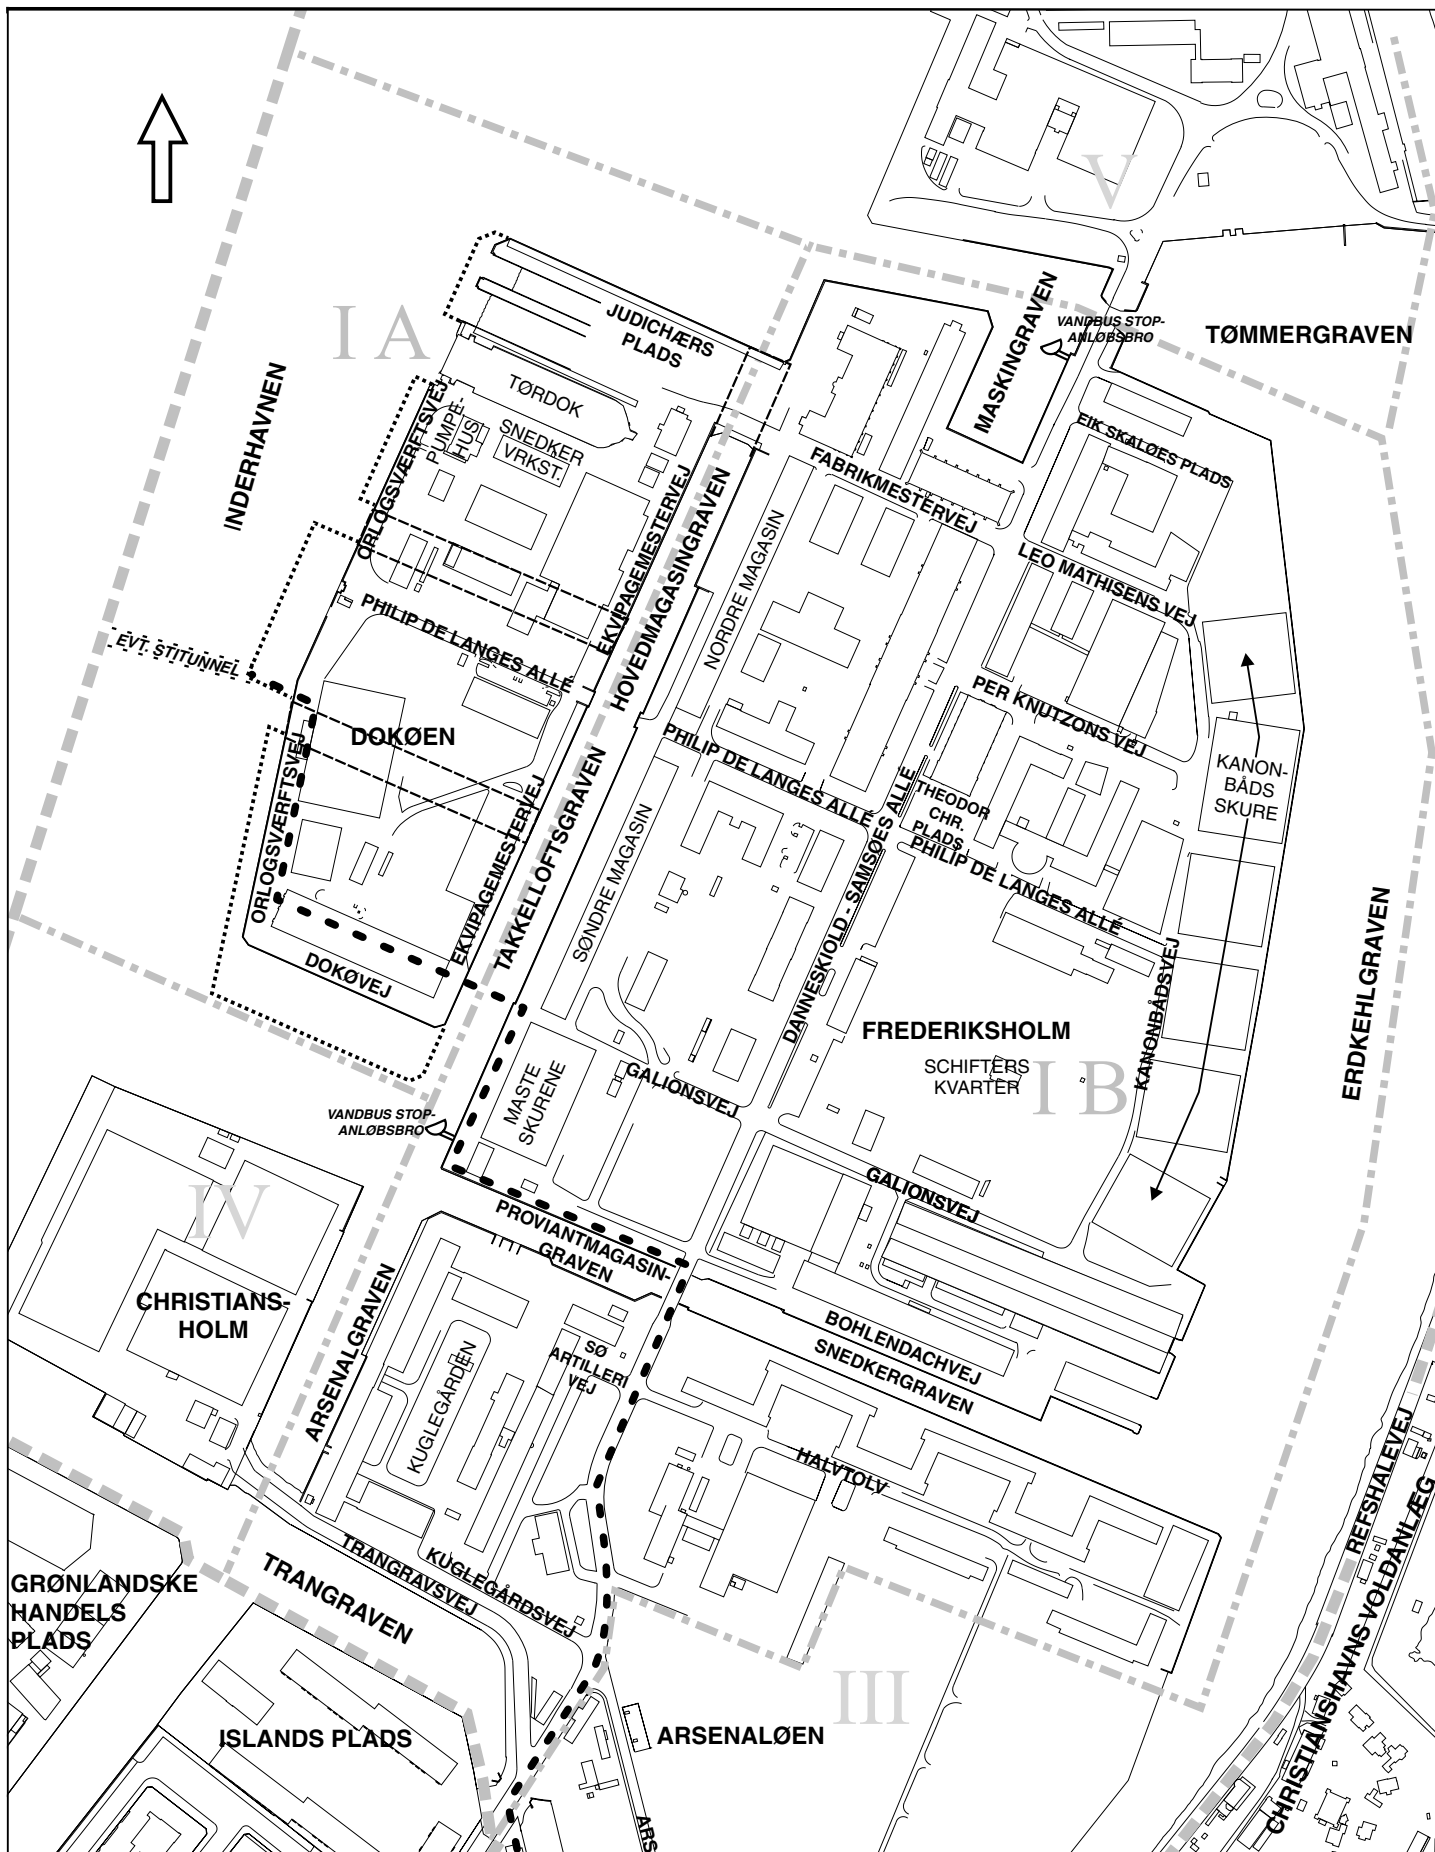 V
JUDICHÆRS
PLADS
I A
MASKINGRAVEN
VANDBUS STOP-
ANLØBSBRO
TØMMERGRAVEN
INDERHAVNEN
ORLOGSVÆRFTSVEJ
PUMPE-
HUS
TØRDOK
SNEDKER
VRKST.
EKVIPAGEMESTERVEJ
HOVEDMAGASINGRAVEN
NORDRE MAGASIN
FABRIKMESTERVEJ
EIK SKALØES PLADS
LEO MATHISENS VEJ
PHILIP DE LANGES ALLÉ
EVT. STITUNNEL
DOKØEN
ORLOGSVÆRFTSVEJ
EKVIPAGEMESTERVEJ
DOKØVEJ
TAKKELLOFTSGRAVEN
SØNDRE MAGASIN
PHILIP DE LANGES ALLÉ
PER KNUTZONS VEJ
THEODOR
CHR.
PLADS
PHILIP DE LANGES ALLÉ
DANNESKIOLD - SAMSØES ALLÉ
KANON-
BÅDS
SKURE
KANONBÅDSVEJ
ERDKEHLGRAVEN
FREDERIKSHOLM
SCHIFTERS
KVARTER
I B
MASTE
SKURENE
GALIONSVEJ
GALIONSVEJ
VANDBUS STOP-
ANLØBSBRO
PROVIANTMAGASIN-
GRAVEN
IV
CHRISTIANS-
HOLM
ARSENALGRAVEN
KUGLEGÅRDEN
SØ
ARTILLERI
VEJ
BOHLENDACHVEJ
SNEDKERGRAVEN
HALVTOLV
REFSHALEVEJ
CHRISTIANSHAVNS VOLDANLÆG
TRANGRAVSVEJ
KUGLEGÅRDSVEJ
TRANGRAVEN
GRØNLANDSKE
HANDELS
PLADS
ISLANDS PLADS
III
ARSENALØEN
ARS